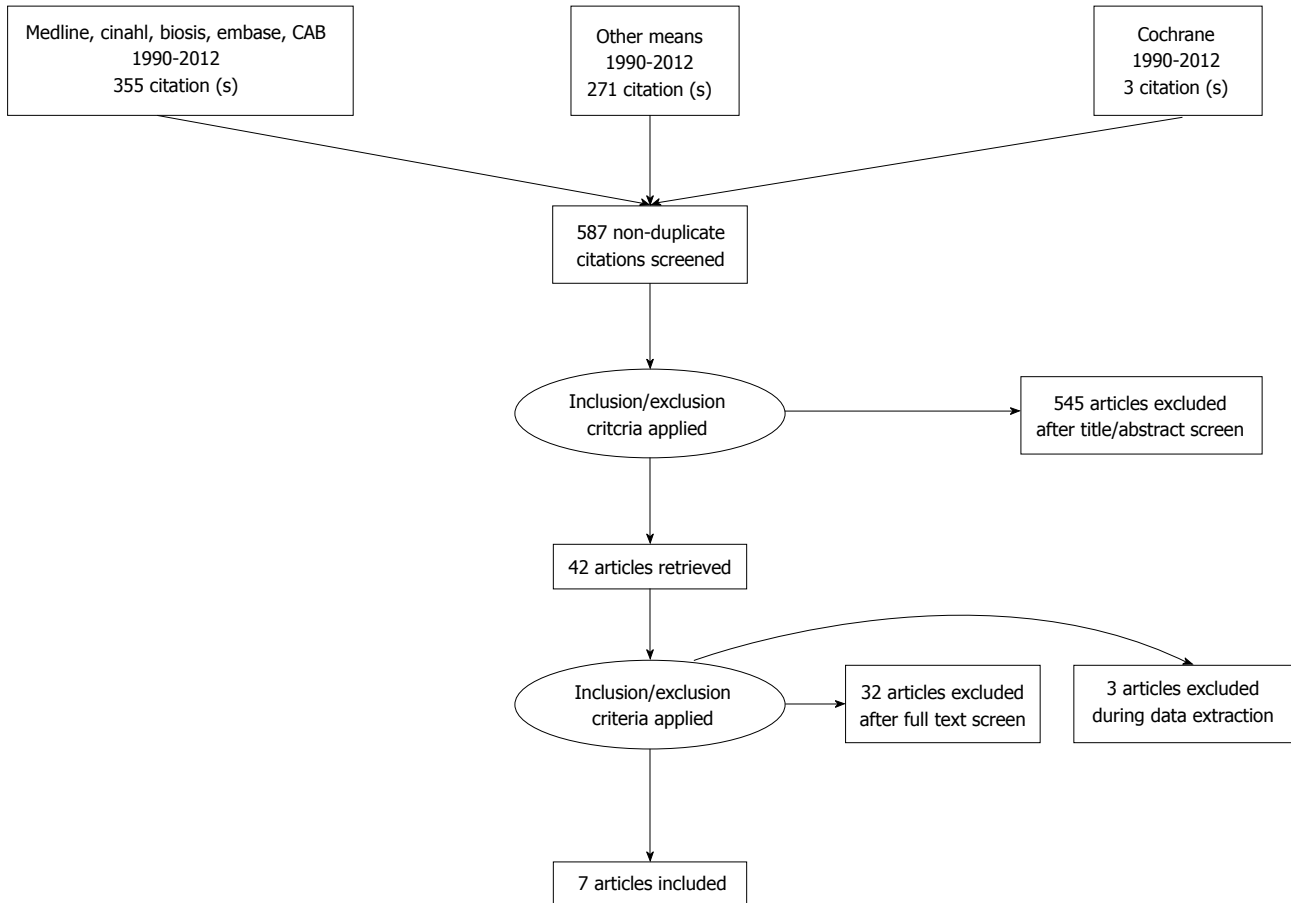 Medline, cinahl, biosis, embase, CAB
1990-2012
355 citation (s)
Other means
1990-2012
271 citation (s)
Cochrane
1990-2012
3 citation (s)
587 non-duplicate
citations screened
Inclusion/exclusion
critcria applied
545 articles excluded
after title/abstract screen
42 articles retrieved
Inclusion/exclusion
criteria applied
32 articles excluded
after full text screen
3 articles excluded
during data extraction
7 articles included